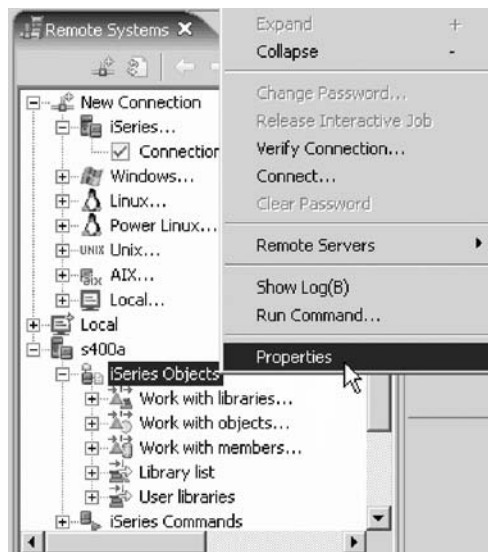 Remote Systems
New Connection
iSeries...
Connection
Windows...
Linux...
Power Linux...
UNIX Unix...
aix AIX...
Local...
Local
s400a
iSeries Objects
Work with libraries...
Work with objects...
Work with members...
Library list
User libraries
iSeries Commands
Expand +
Collapse -
Change Password...
Release Interactive Job
Verify Connection...
Connect...
Clear Password
Remote Servers
Show Log(B)
Run Command...
Properties